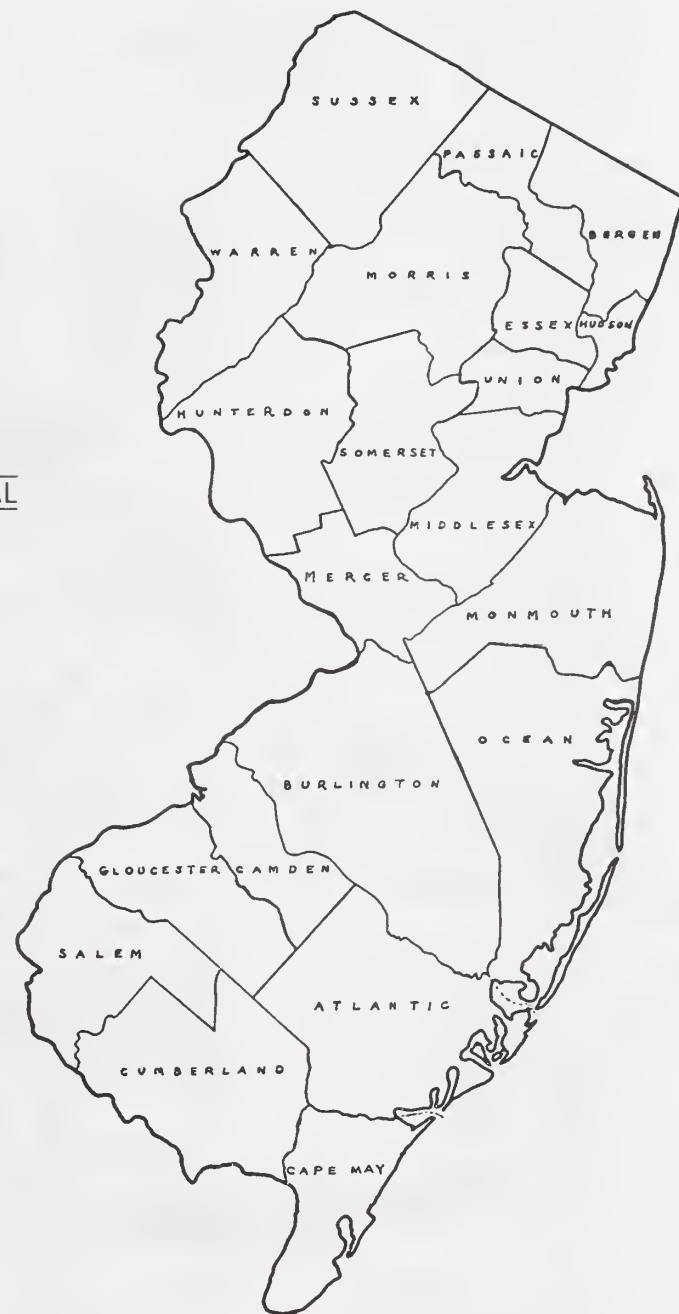 SUSSEX
PASSAIC
BERGEN
WARREN
MORRIS
ESSEX
HUDSON
UNION
HUNTERDON
SOMERSET
AL
MIDDLESEX
MERCER
MONMOUTH
OCEAN
BURLINGTON
GLOUCESTER
CAMDEN
SALEM
ATLANTIC
CUMBERLAND
CAPE MAY